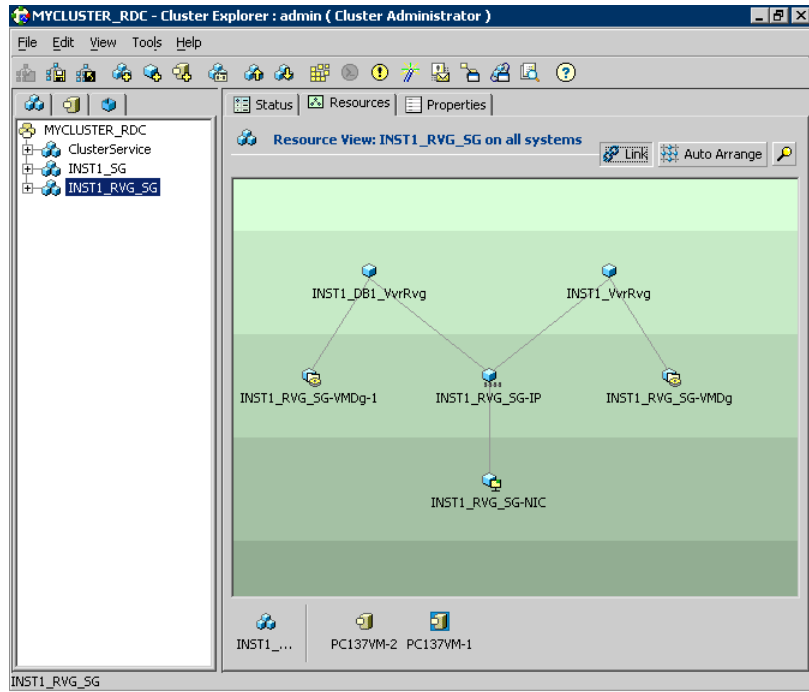 MYCLUSTER_RDC - Cluster Explorer : admin ( Cluster Administrator )
File Edit View Tools Help
Status Resources Properties
MYCLUSTER_RDC
ClusterService
INST1_SG
INST1_RVG_SG
Resource View: INST1_RVG_SG on all systems
Link Auto Arrange
INST1_DB1_VvrRvg INST1_VvrRvg
INST1_RVG_SG-VMDg-1 INST1_RVG_SG-IP INST1_RVG_SG-VMDg
INST1_RVG_SG-NIC
INST1_... PC137VM-2 PC137VM-1
INST1_RVG_SG